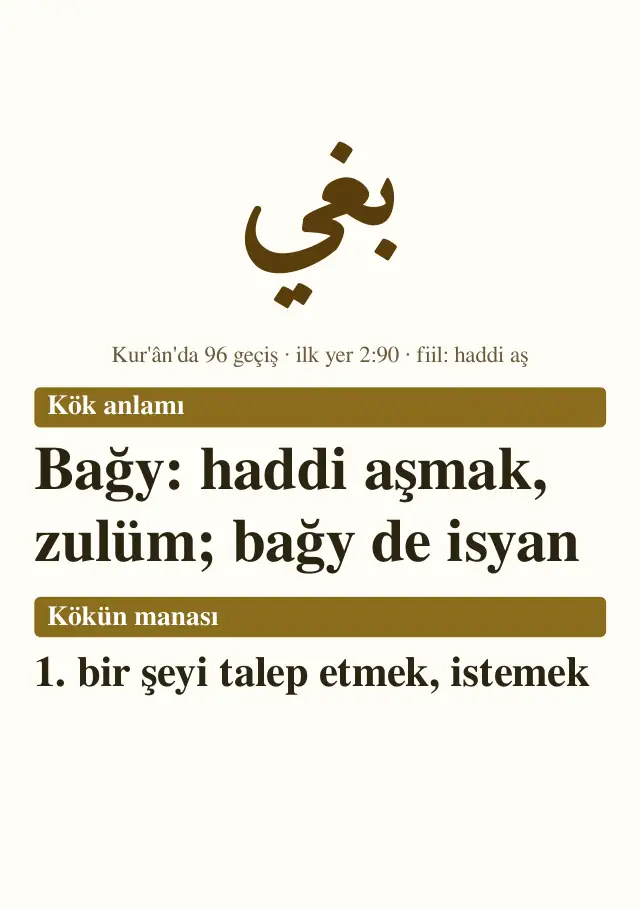 بغي
Kur'ân'da 96 geçiş · ilk yer 2:90 · fiil: haddi aş
Kök anlamı
Bağy: haddi aşmak,
zulüm; bağy de isyan
Kökün manası
1. bir şeyi talep etmek, istemek